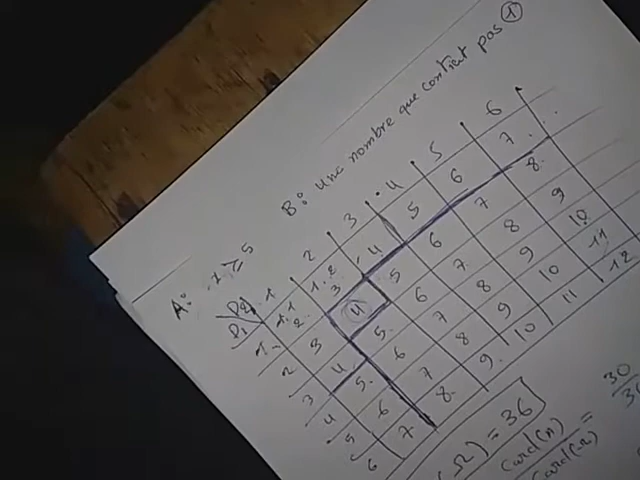 B: une nombre que contient pas 1
A: x ≥ 5
D2 1 2 3 4 5 6
D1
1 2 3 4 5 6 7
2 3 4 5 6 7 8
3 4 5 6 7 8 9
4 5 6 7 8 9 10
5 6 7 8 9 10 11
6 7 8 9 10 11 12
(Ω) = 36
Card(A) / Card(Ω) = 30